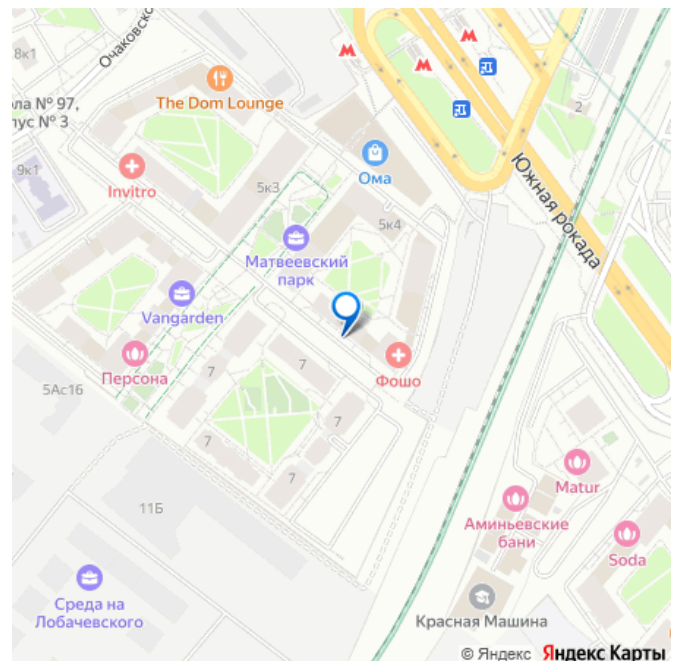 Очаковско
8к1
The Dom Lounge
ола № 97,
пус № 3
2
Ома
Южная рокада
9к1
Invitro
5к3
5к4
Матвеевский
парк
Vangarden
Персона
7
7
Фошо
5Ас16
7
7
7
11Б
Matur
Аминьевские
бани
Soda
Среда на
Лобачевского
Красная Машина
© Яндекс Яндекс Карты